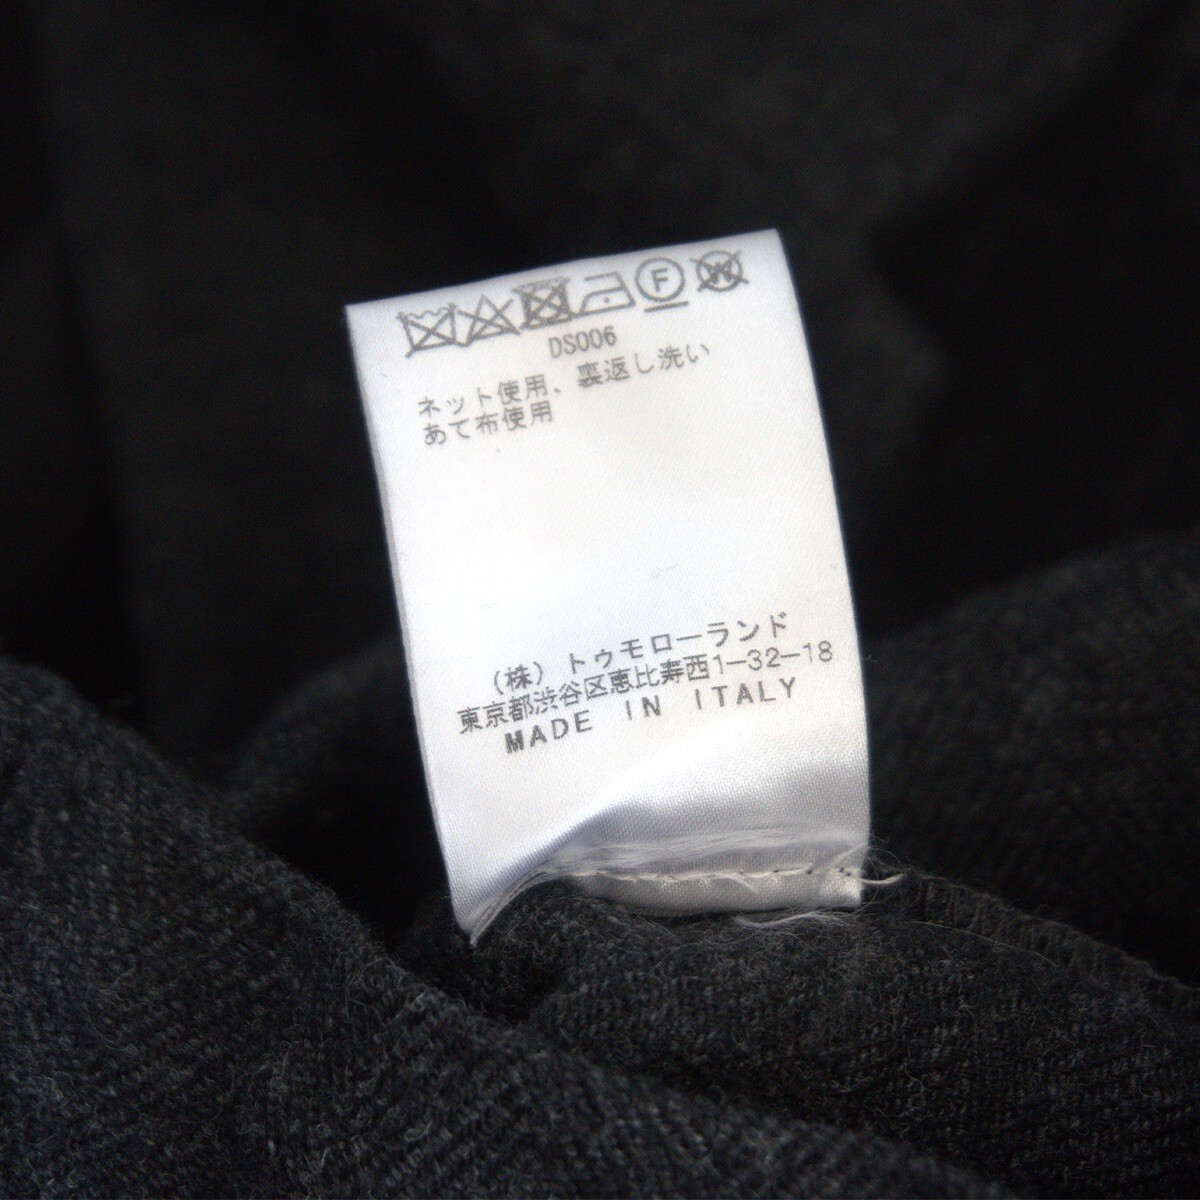 F W
DS006
ネット使用、裏返し洗い
あて布使用
(株) トゥモローランド
東京都渋谷区恵比寿西1-32-18
MADE IN ITALY